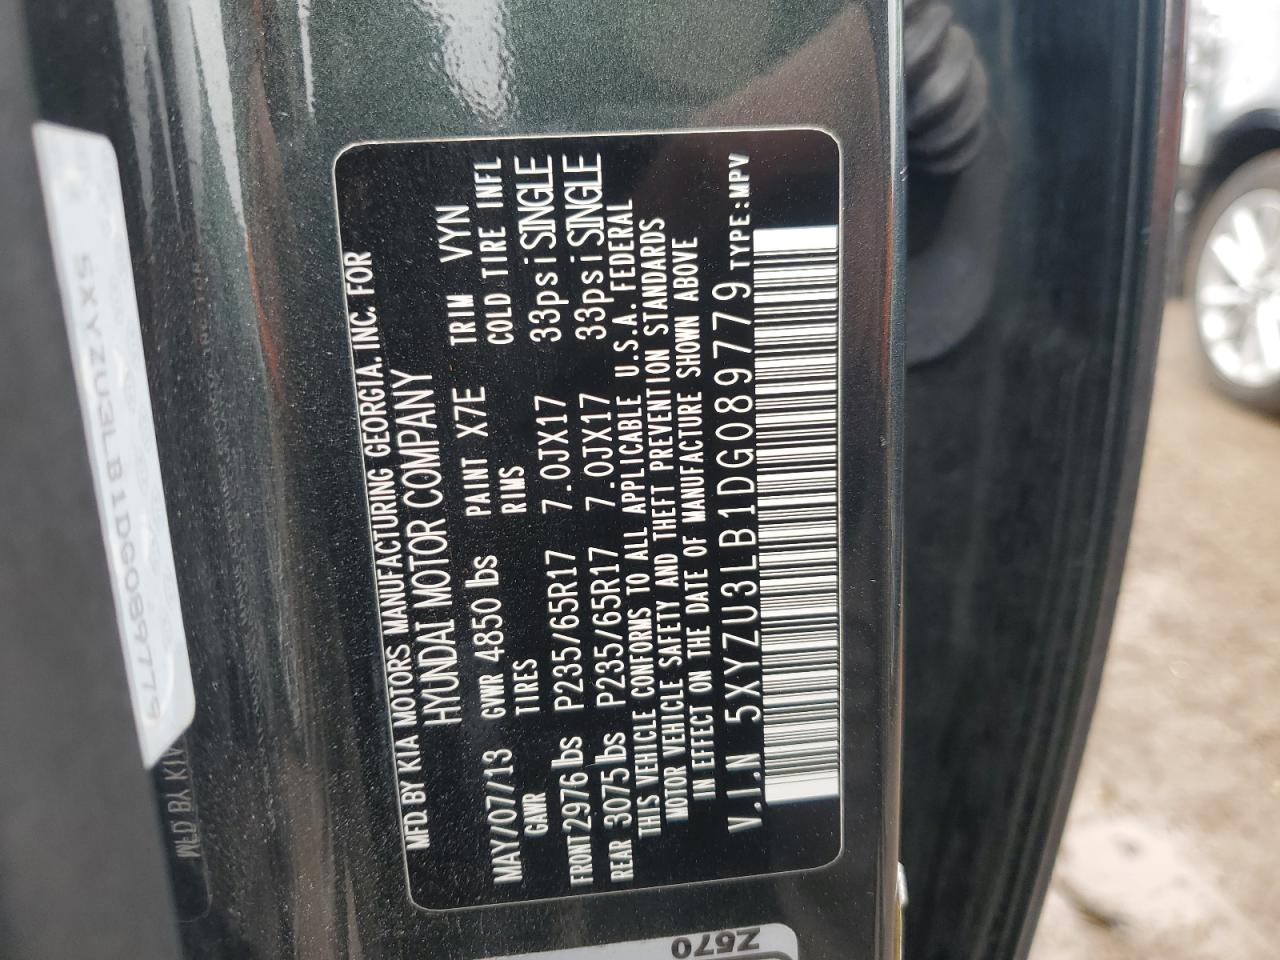 MFD BY KIA MOTORS MANUFACTURING GEORGIA. INC. FOR
HYUNDAI MOTOR COMPANY
MAY/07/13 GVWR 4850 lbs PAINT X7E TRIM VYN
GAWR TIRES RIMS COLD TIRE INFL
FRONT 2976 lbs P235/65R17 7.0JX17 33psi SINGLE
REAR 3075 lbs P235/65R17 7.0JX17 33psi SINGLE
THIS VEHICLE CONFORMS TO ALL APPLICABLE U.S.A. FEDERAL
MOTOR VEHICLE SAFETY AND THEFT PREVENTION STANDARDS
IN EFFECT ON THE DATE OF MANUFACTURE SHOWN ABOVE
V.I.N 5XYZU3LB1DG089779 TYPE:MPV
5XYZU3LB1DG089779
Z570